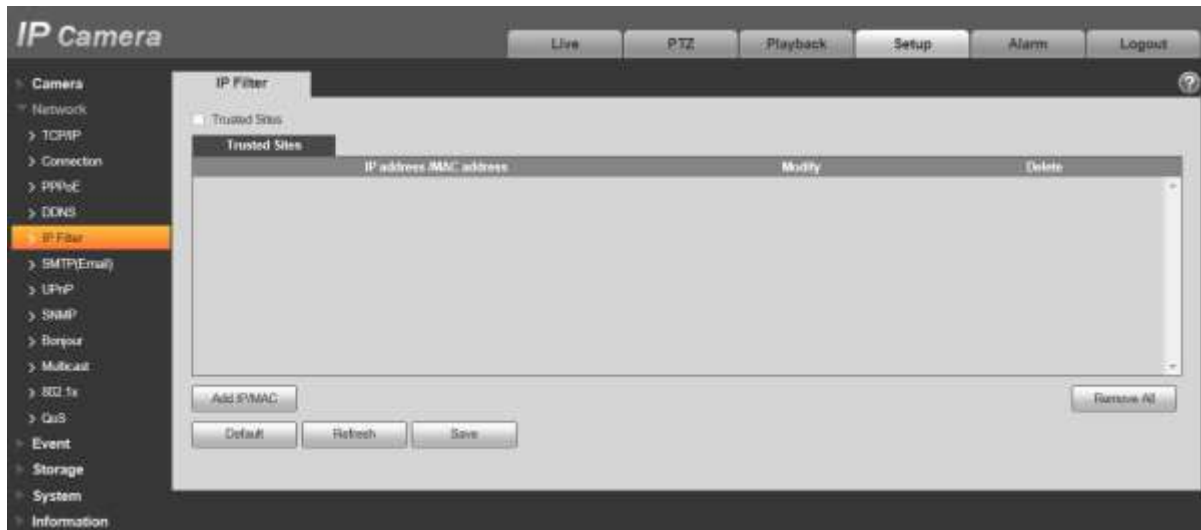 IP Camera
Live
PTZ
Playback
Setup
Alarm
Logout
Camera
Network
> TCP/IP
> Connection
> PPPoE
> DDNS
> IP Filter
> SMTP(Email)
> UPnP
> SNMP
> Bonjour
> Multicast
> 802.1x
> QoS
Event
Storage
System
Information
IP Filter
?
Trusted Sites
Trusted Sites
IP address /MAC address
Modify
Delete
Add IP/MAC
Remove All
Default
Refresh
Save